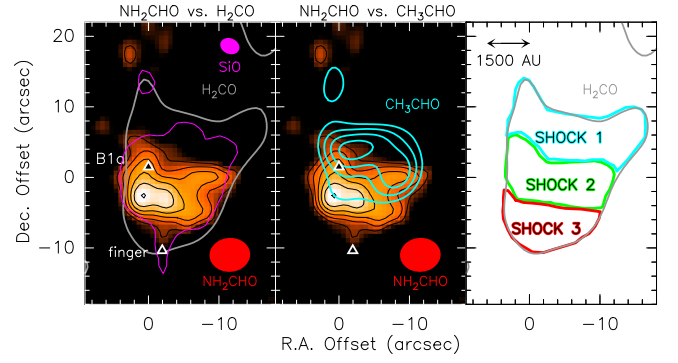 NH₂CHO vs. H₂CO
NH₂CHO vs. CH₃CHO
20
10
0
−10
Dec. Offset (arcsec)
SiO
H₂CO
B1a
finger
NH₂CHO
CH₃CHO
NH₂CHO
1500 AU
H₂CO
SHOCK 1
SHOCK 2
SHOCK 3
0
−10
0
−10
0
−10
R.A. Offset (arcsec)